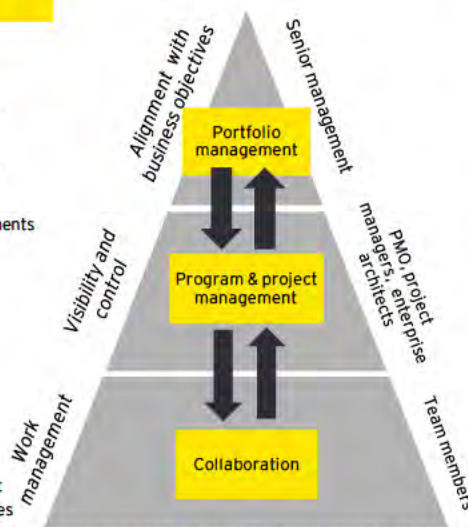 Alignment with
business objectives
Senior management
Portfolio
management
ents
Visibility and
control
Program & project
management
PMO, project
managers, enterprise
architects
Work
management
Collaboration
Team members
t
es